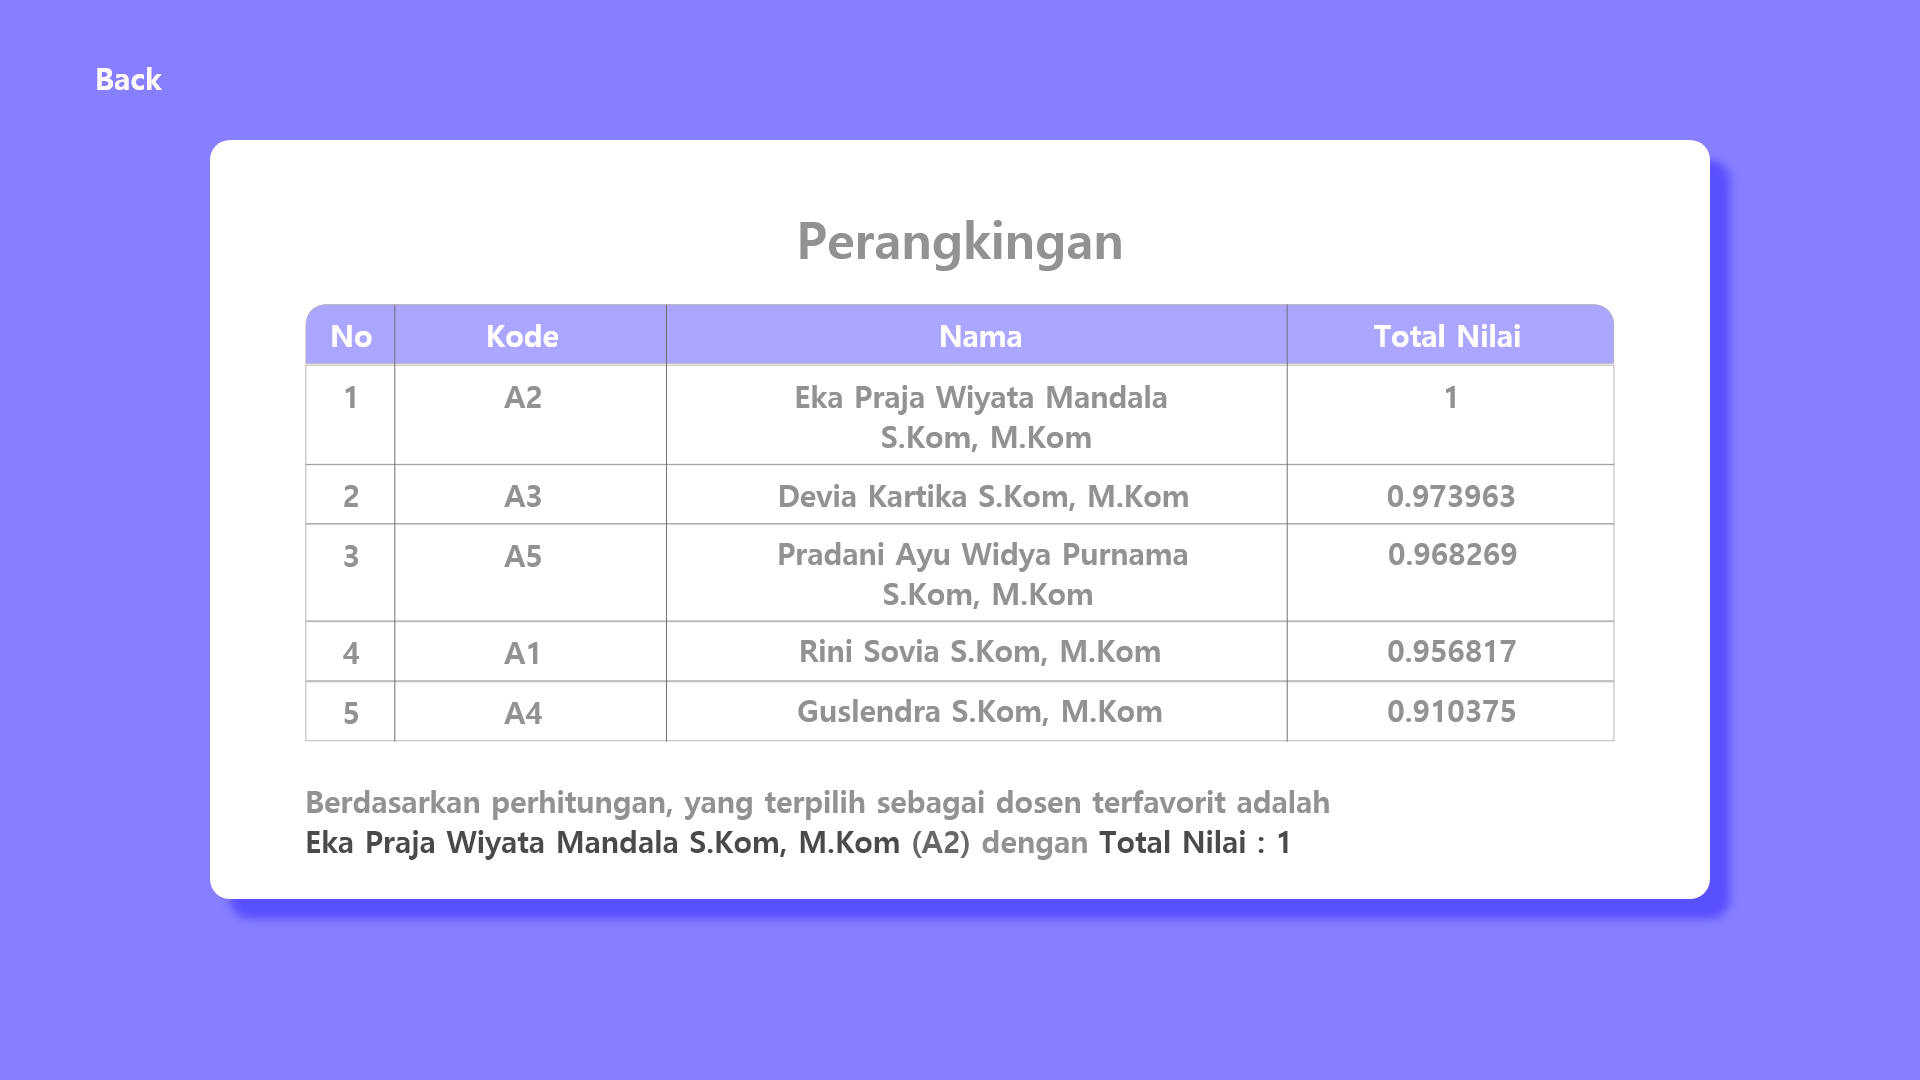 Back
Perangkingan
No Kode Nama Total Nilai
1 A2 Eka Praja Wiyata Mandala 1
S.Kom, M.Kom
2 A3 Devia Kartika S.Kom, M.Kom 0.973963
3 A5 Pradani Ayu Widya Purnama 0.968269
S.Kom, M.Kom
4 A1 Rini Sovia S.Kom, M.Kom 0.956817
5 A4 Guslendra S.Kom, M.Kom 0.910375
Berdasarkan perhitungan, yang terpilih sebagai dosen terfavorit adalah
Eka Praja Wiyata Mandala S.Kom, M.Kom (A2) dengan Total Nilai : 1